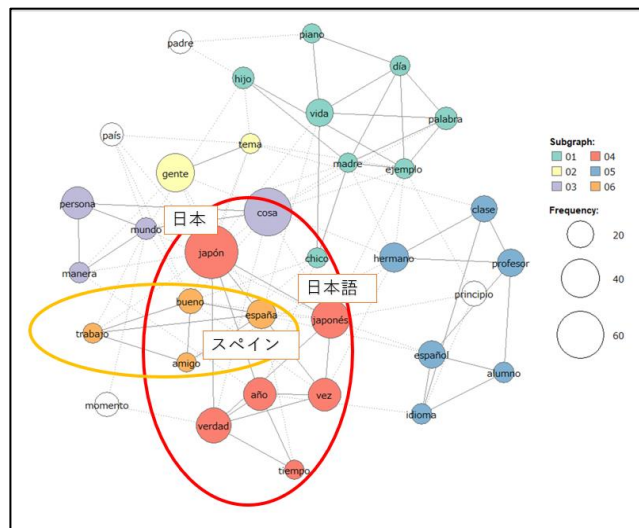 padre
piano
hijo
día
vida
palabra
país
tema
madre
ejemplo
gente
Subgraph:
01 04
02 05
03 06
persona
cosa
clase
日本
mundo
Frequency:
20
japón
chico
hermano
profesor
manera
40
日本語
principio
bueno
españa
japonés
60
trabajo
スペイン
español
amigo
alumno
año
vez
momento
idioma
verdad
tiempo